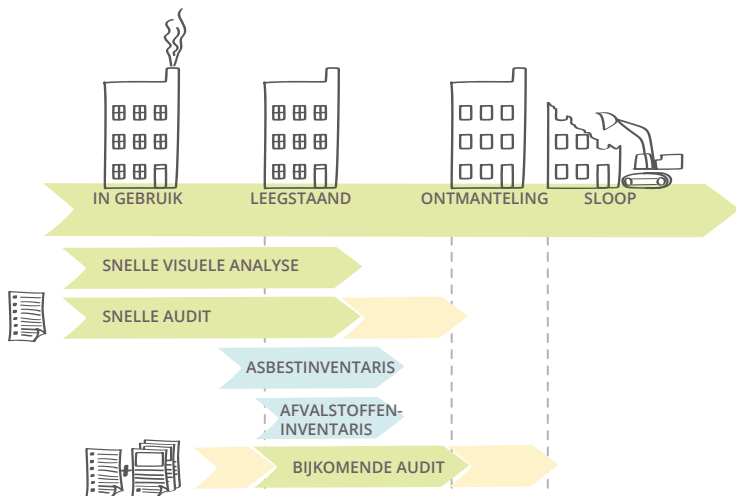 IN GEBRUIK
LEEGSTAAND
ONTMANTELING
SLOOP
SNELLE VISUELE ANALYSE
SNELLE AUDIT
ASBESTINVENTARIS
AFVALSTOFFEN-
INVENTARIS
BIJKOMENDE AUDIT